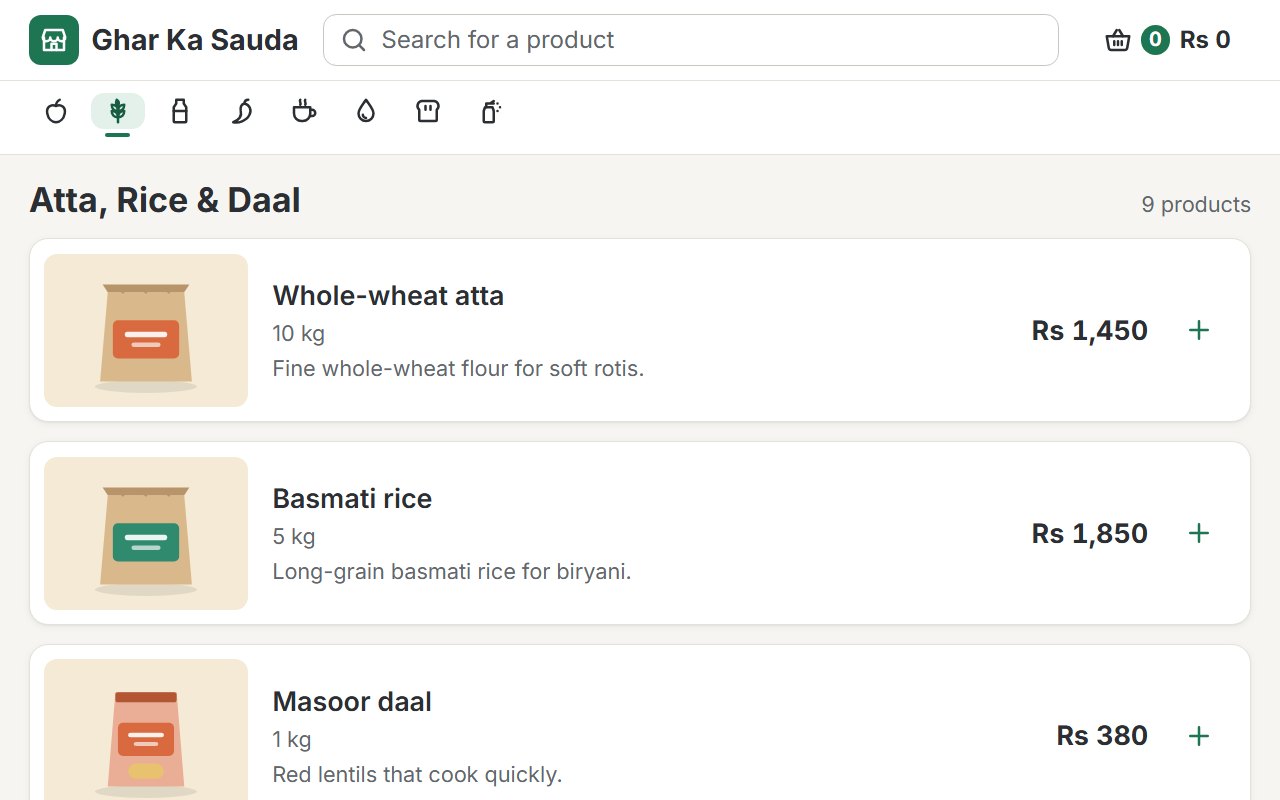 Ghar Ka Sauda
Search for a product
0 Rs 0
Atta, Rice & Daal
9 products
Whole-wheat atta
10 kg
Fine whole-wheat flour for soft rotis.
Rs 1,450
Basmati rice
5 kg
Long-grain basmati rice for biryani.
Rs 1,850
Masoor daal
1 kg
Red lentils that cook quickly.
Rs 380